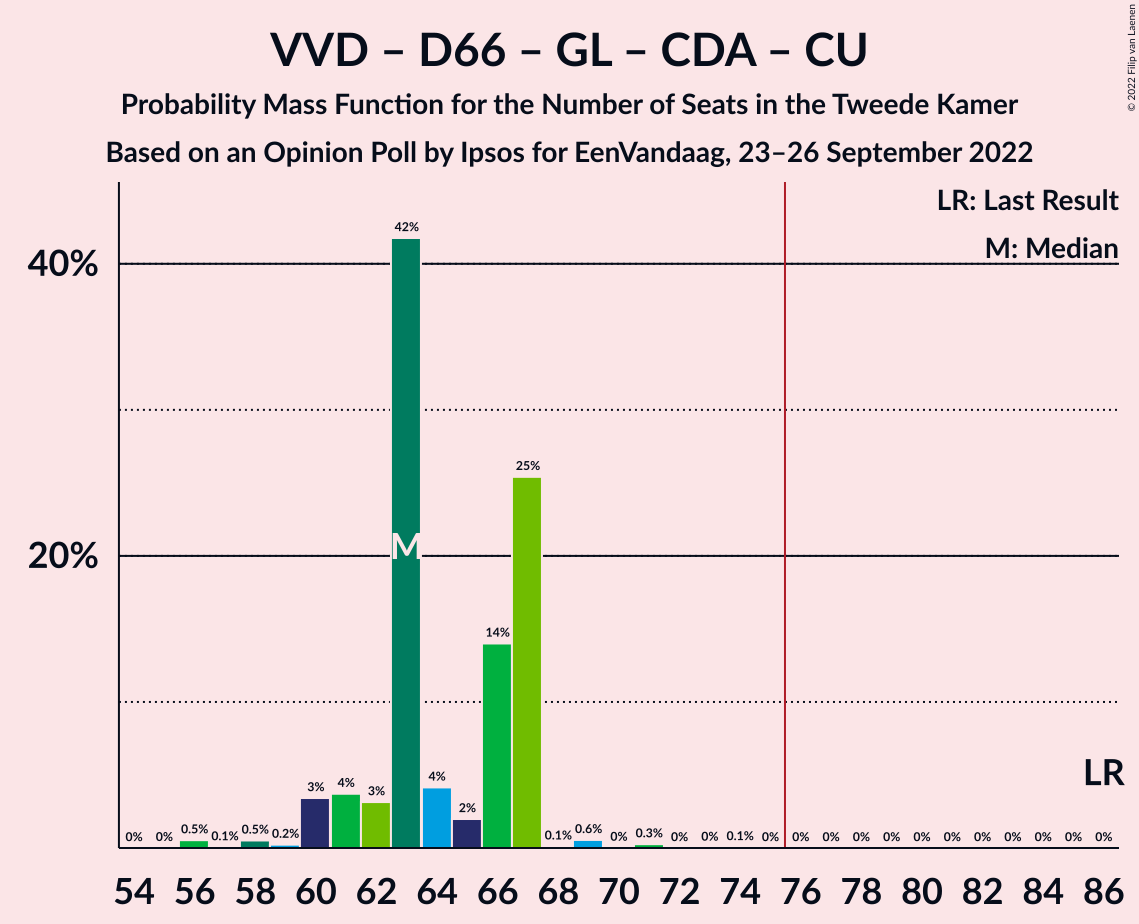 VVD – D66 – GL – CDA – CU
Probability Mass Function for the Number of Seats in the Tweede Kamer
Based on an Opinion Poll by Ipsos for EenVandaag, 23–26 September 2022
© 2022 Filip van Laenen
LR: Last Result
M: Median
40%
20%
42%
25%
14%
M
LR
0% 0% 0.5% 0.1% 0.5% 0.2% 3% 4% 3% 4% 2% 0.1% 0.6% 0% 0.3% 0% 0% 0.1% 0% 0% 0% 0% 0% 0% 0% 0% 0% 0% 0% 0%
54 56 58 60 62 64 66 68 70 72 74 76 78 80 82 84 86